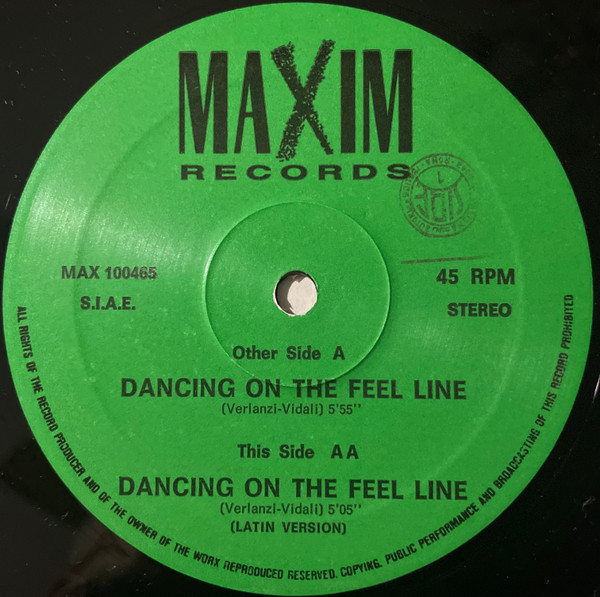 MAXIM
RECORDS
MAX 100465
S.I.A.E.
45 RPM
STEREO
Other Side A
DANCING ON THE FEEL LINE
(Verlanzi-Vidali) 5'55''
This Side AA
DANCING ON THE FEEL LINE
(Verlanzi-Vidali) 5'05''
(LATIN VERSION)
ALL RIGHTS OF THE RECORD PRODUCER AND OF THE OWNER OF THE WORX REPRODUCED RESERVED. COPYING, PUBLIC PERFORMANCE AND BROADCASTING OF THIS RECORD PROHIBITED